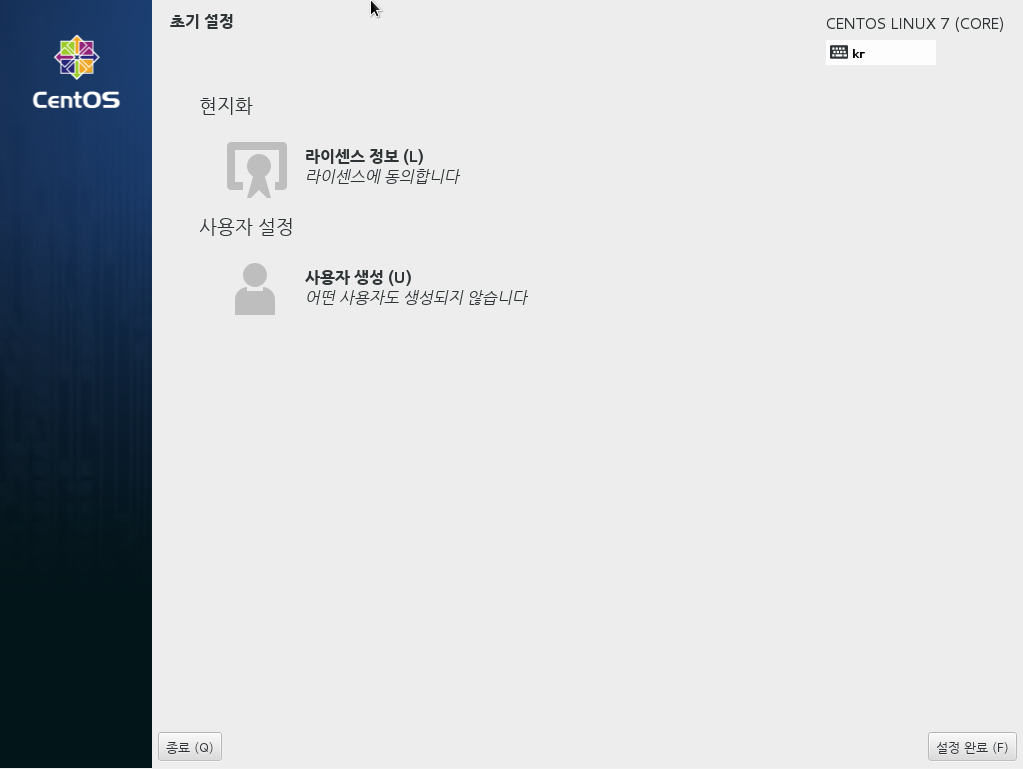 초기 설정
CENTOS LINUX 7 (CORE)
kr
CentOS
현지화
라이센스 정보 (L)
라이센스에 동의합니다
사용자 설정
사용자 생성 (U)
어떤 사용자도 생성되지 않습니다
종료 (Q)
설정 완료 (F)